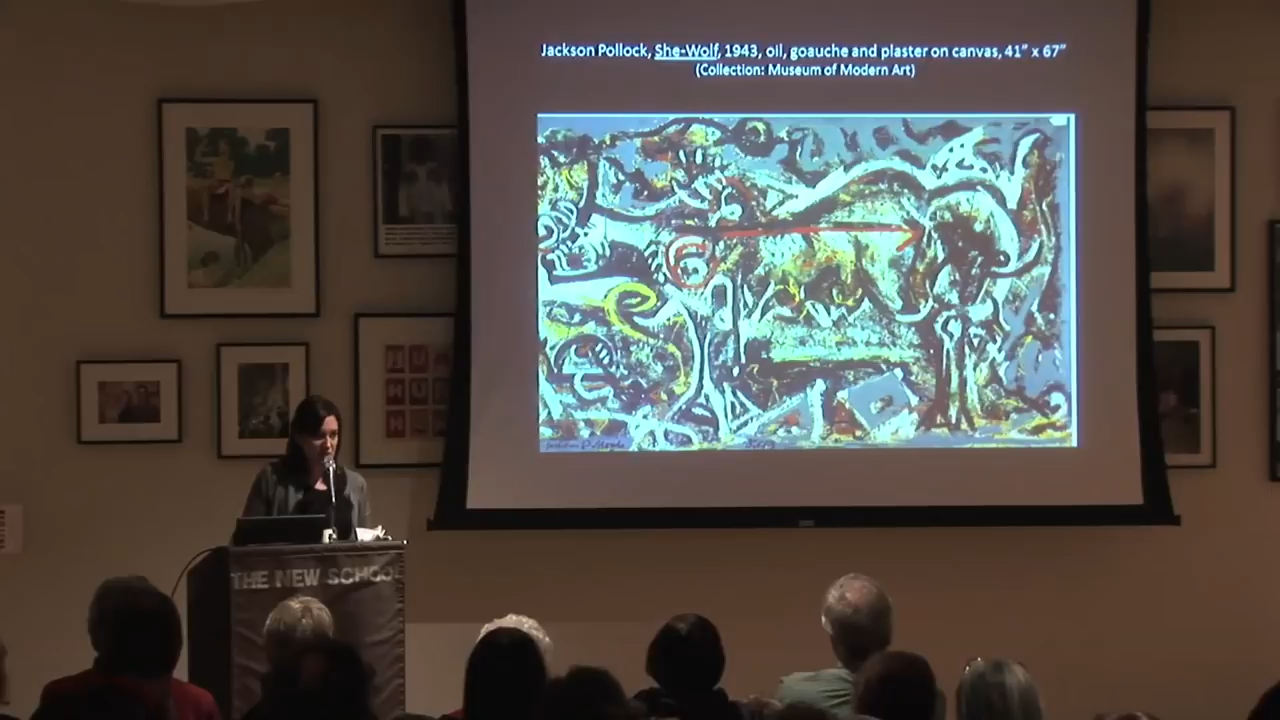 Jackson Pollock, She-Wolf, 1943, oil, goauche and plaster on canvas, 41” x 67”
(Collection: Museum of Modern Art)
THE NEW SCHOOL